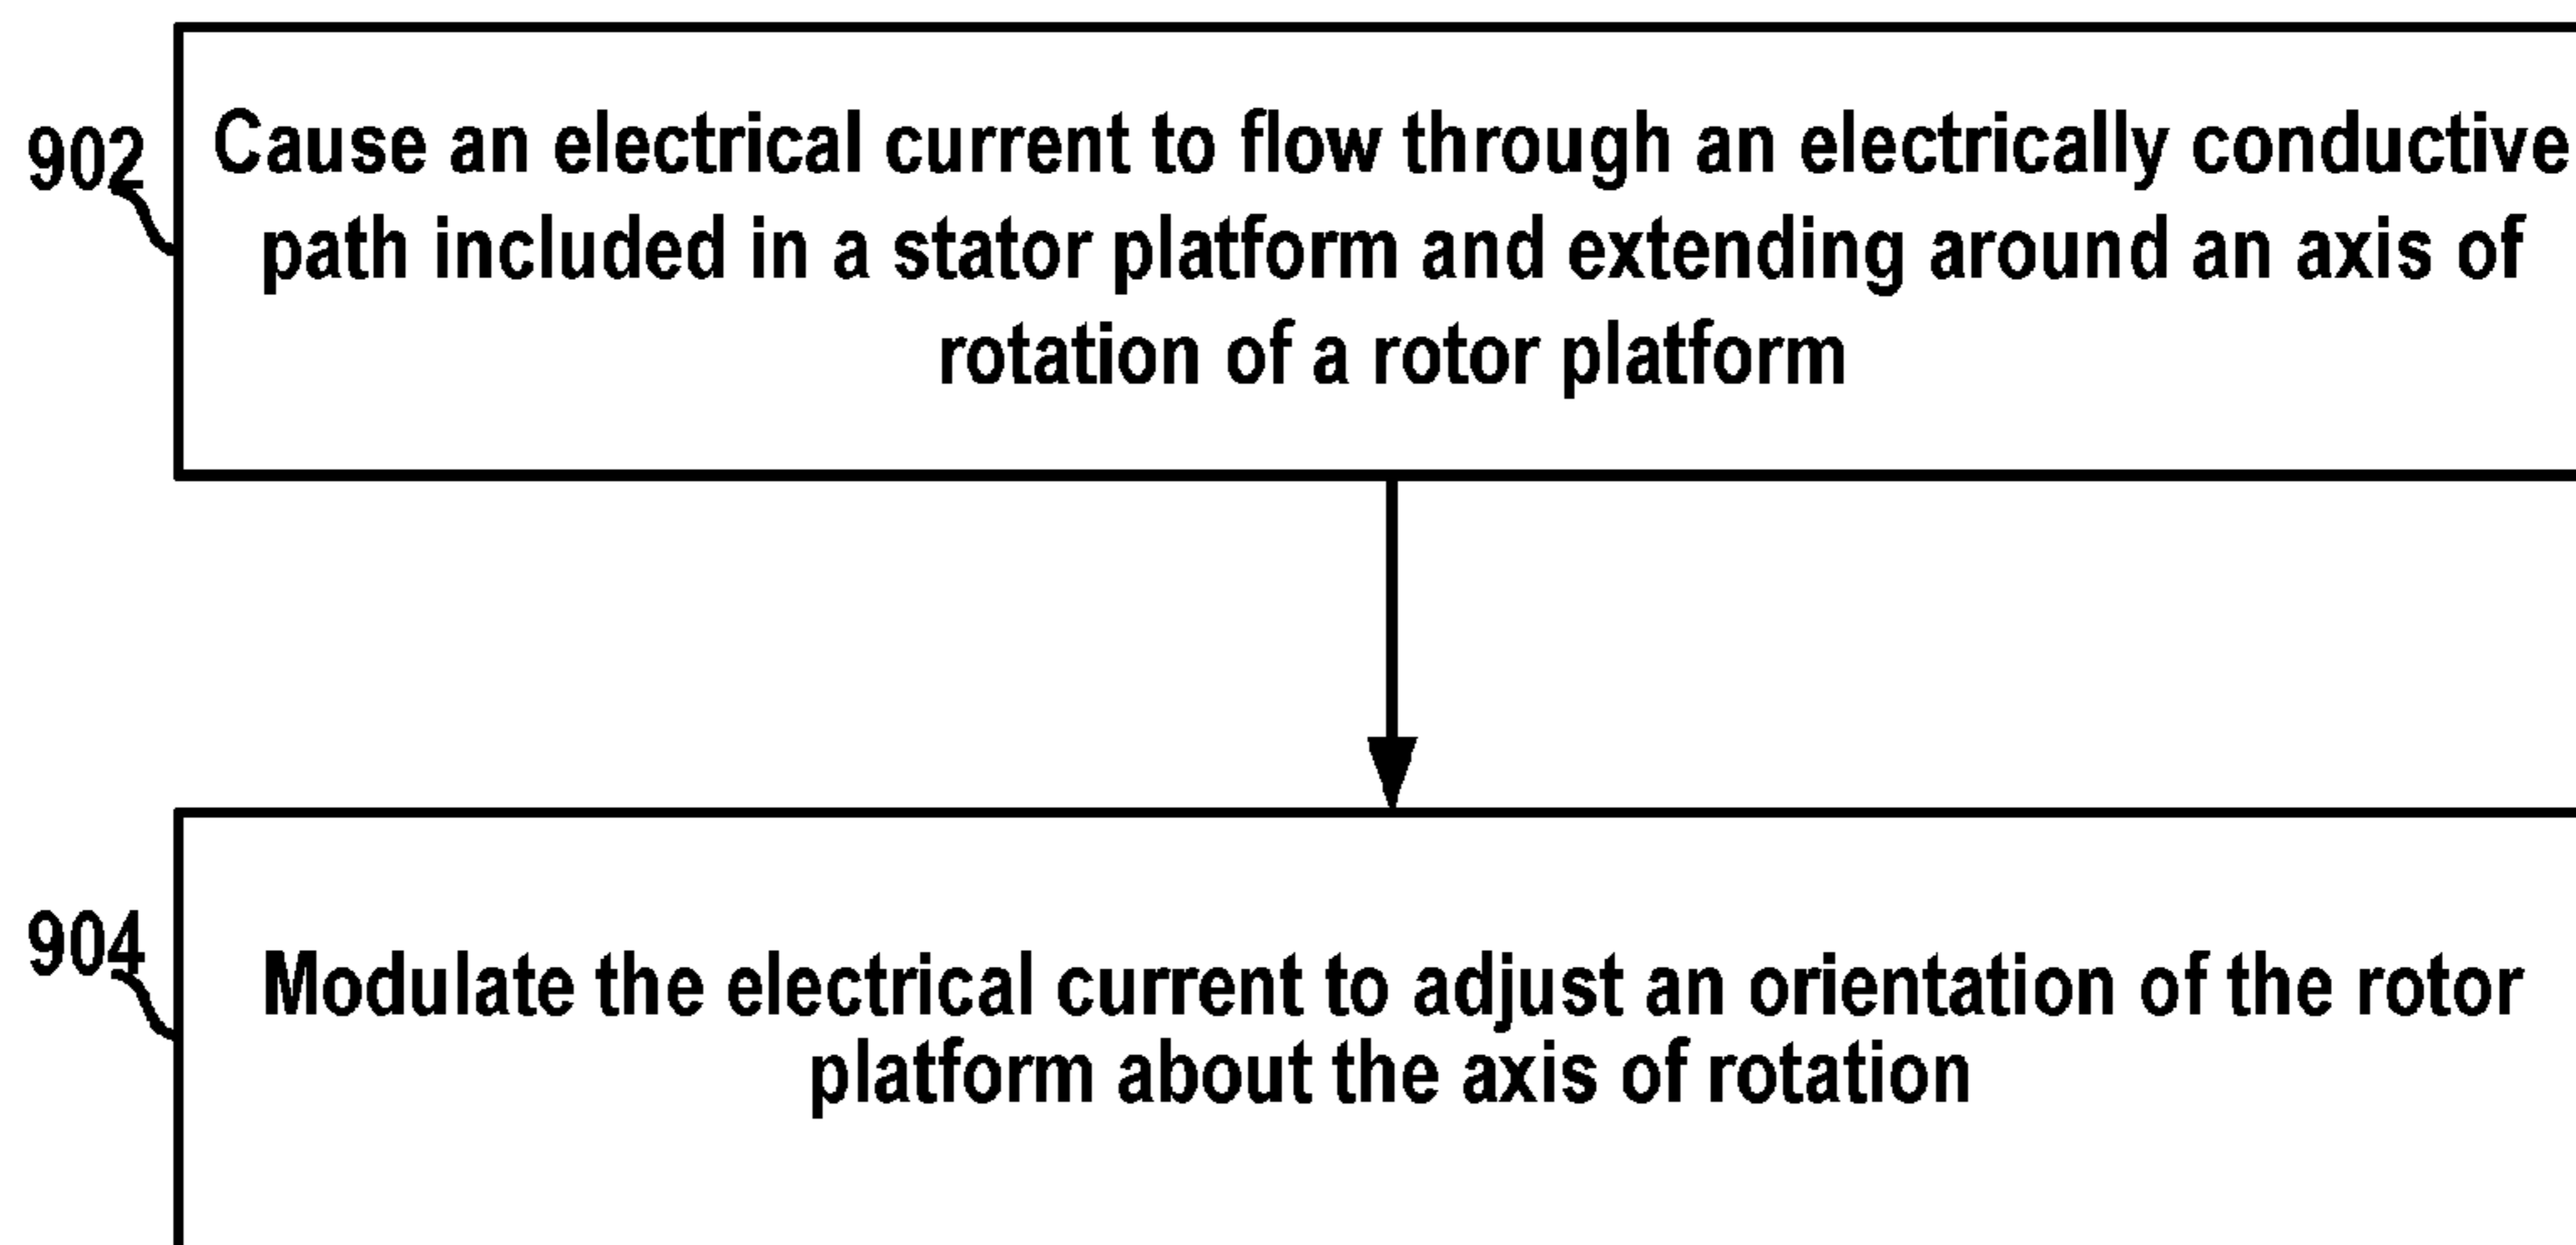 902
Cause an electrical current to flow through an electrically conductive
path included in a stator platform and extending around an axis of
rotation of a rotor platform
904
Modulate the electrical current to adjust an orientation of the rotor
platform about the axis of rotation